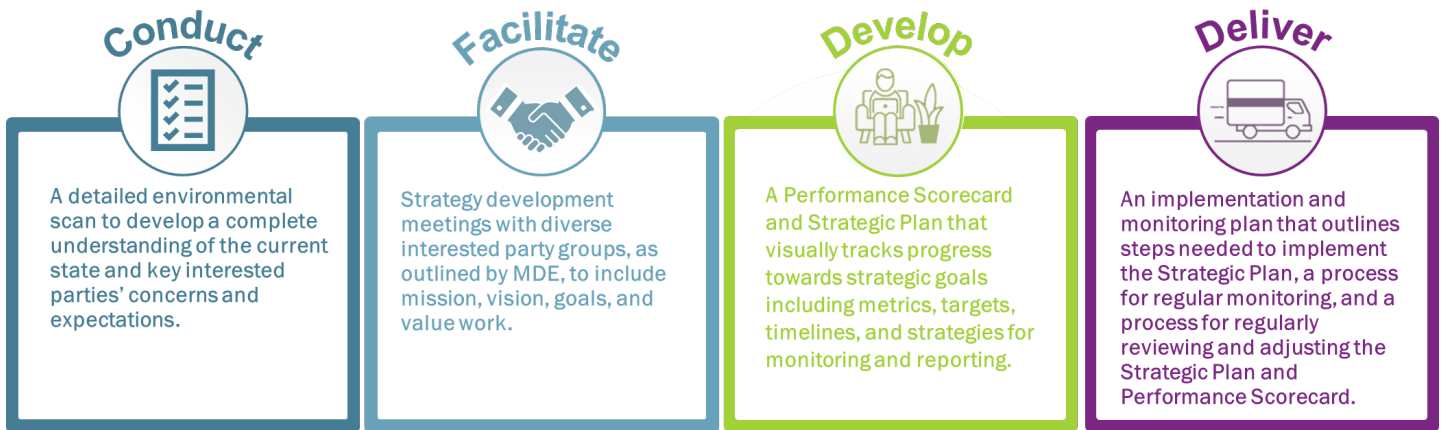 Conduct
A detailed environmental
scan to develop a complete
understanding of the current
state and key interested
parties’ concerns and
expectations.
Facilitate
Strategy development
meetings with diverse
interested party groups, as
outlined by MDE, to include
mission, vision, goals, and
value work.
Develop
A Performance Scorecard
and Strategic Plan that
visually tracks progress
towards strategic goals
including metrics, targets,
timelines, and strategies for
monitoring and reporting.
Deliver
An implementation and
monitoring plan that outlines
steps needed to implement
the Strategic Plan, a process
for regular monitoring, and a
process for regularly
reviewing and adjusting the
Strategic Plan and
Performance Scorecard.